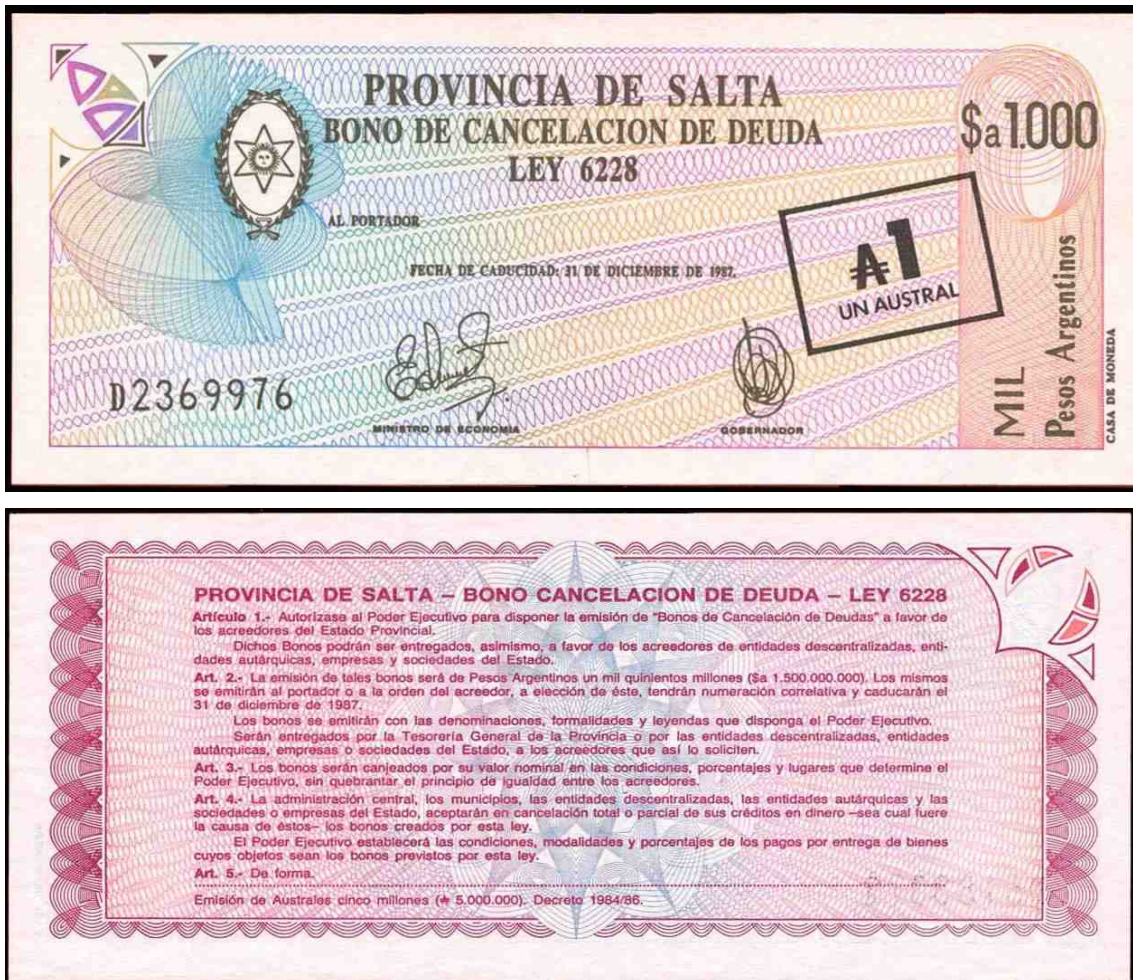 PROVINCIA DE SALTA
BONO DE CANCELACION DE DEUDA
LEY 6228
$a1.000
AL PORTADOR
FECHA DE CADUCIDAD: 31 DE DICIEMBRE DE 1987.
₳1
UN AUSTRAL
D2369976
MINISTRO DE ECONOMIA
GOBERNADOR
MIL
Pesos Argentinos
CASA DE MONEDA
PROVINCIA DE SALTA – BONO CANCELACION DE DEUDA – LEY 6228
Artículo 1.- Autorízase al Poder Ejecutivo para disponer la emisión de "Bonos de Cancelación de Deudas" a favor de
los acreedores del Estado Provincial.
Dichos Bonos podrán ser entregados, asimismo, a favor de los acreedores de entidades descentralizadas, enti-
dades autárquicas, empresas y sociedades del Estado.
Art. 2.- La emisión de tales bonos será de Pesos Argentinos un mil quinientos millones ($a 1.500.000.000). Los mismos
se emitirán al portador o a la orden del acreedor, a elección de éste, tendrán numeración correlativa y caducarán el
31 de diciembre de 1987.
Los bonos se emitirán con las denominaciones, formalidades y leyendas que disponga el Poder Ejecutivo.
Serán entregados por la Tesorería General de la Provincia o por las entidades descentralizadas, entidades
autárquicas, empresas o sociedades del Estado, a los acreedores que así lo soliciten.
Art. 3.- Los bonos serán canjeados por su valor nominal en las condiciones, porcentajes y lugares que determine el
Poder Ejecutivo, sin quebrantar el principio de igualdad entre los acreedores.
Art. 4.- La administración central, los municipios, las entidades descentralizadas, las entidades autárquicas y las
sociedades o empresas del Estado, aceptarán en cancelación total o parcial de sus créditos en dinero –sea cual fuere
la causa de éstos– los bonos creados por esta ley.
El Poder Ejecutivo establecerá las condiciones, modalidades y porcentajes de los pagos por entrega de bienes
cuyos objetos sean los bonos previstos por esta ley.
Art. 5.- De forma.
Emisión de Australes cinco millones (₳ 5.000.000). Decreto 1984/86.